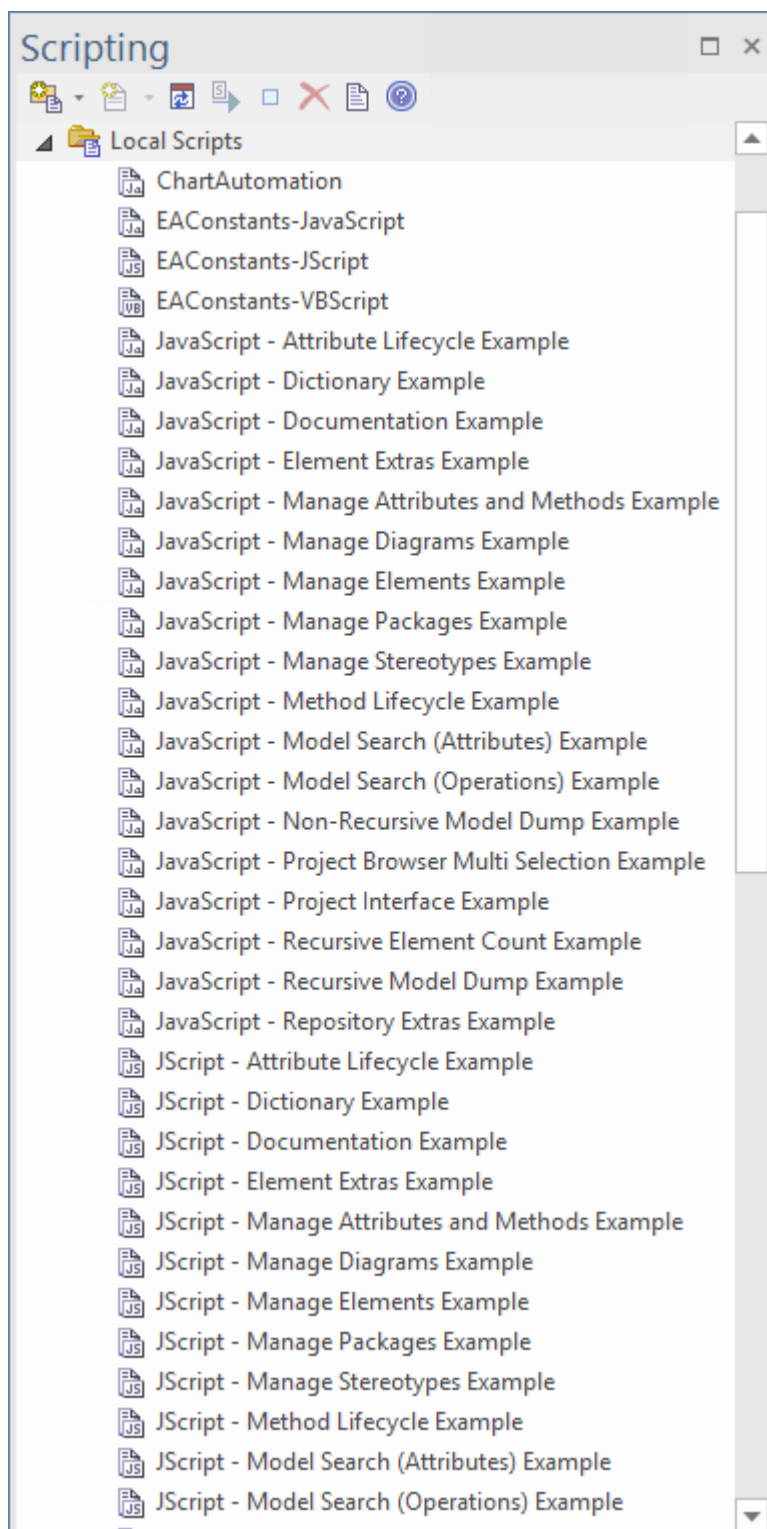 Scripting
Local Scripts
ChartAutomation
EAConstants-JavaScript
EAConstants-JScript
EAConstants-VBScript
JavaScript - Attribute Lifecycle Example
JavaScript - Dictionary Example
JavaScript - Documentation Example
JavaScript - Element Extras Example
JavaScript - Manage Attributes and Methods Example
JavaScript - Manage Diagrams Example
JavaScript - Manage Elements Example
JavaScript - Manage Packages Example
JavaScript - Manage Stereotypes Example
JavaScript - Method Lifecycle Example
JavaScript - Model Search (Attributes) Example
JavaScript - Model Search (Operations) Example
JavaScript - Non-Recursive Model Dump Example
JavaScript - Project Browser Multi Selection Example
JavaScript - Project Interface Example
JavaScript - Recursive Element Count Example
JavaScript - Recursive Model Dump Example
JavaScript - Repository Extras Example
JScript - Attribute Lifecycle Example
JScript - Dictionary Example
JScript - Documentation Example
JScript - Element Extras Example
JScript - Manage Attributes and Methods Example
JScript - Manage Diagrams Example
JScript - Manage Elements Example
JScript - Manage Packages Example
JScript - Manage Stereotypes Example
JScript - Method Lifecycle Example
JScript - Model Search (Attributes) Example
JScript - Model Search (Operations) Example